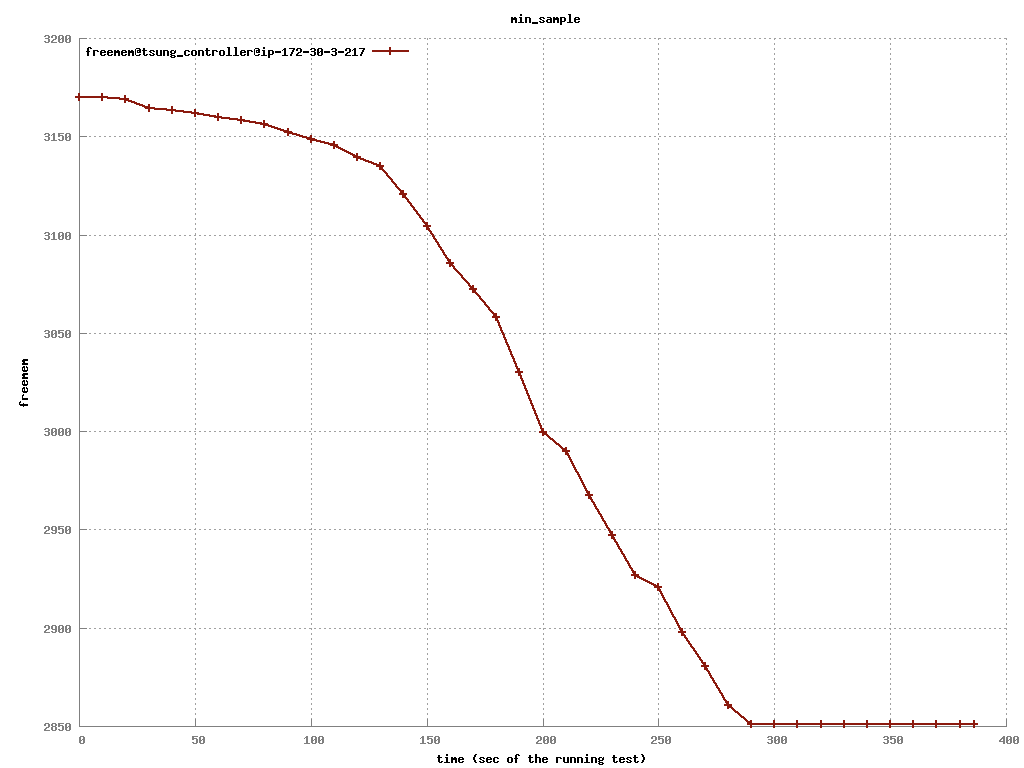 min_sample
3200
freemem@tsung_controller@ip-172-30-3-217
3150
3100
3050
freemem
3000
2950
2900
2850
0 50 100 150 200 250 300 350 400
time (sec of the running test)